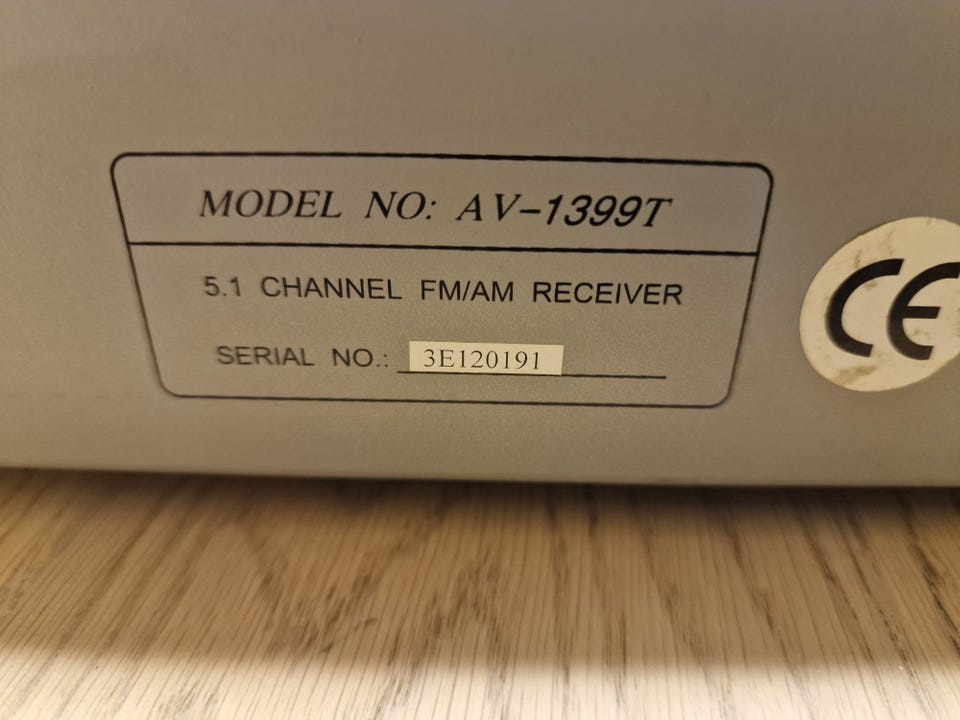 MODEL NO: AV-1399T
5.1 CHANNEL FM/AM RECEIVER
SERIAL NO.: 3E120191
CE